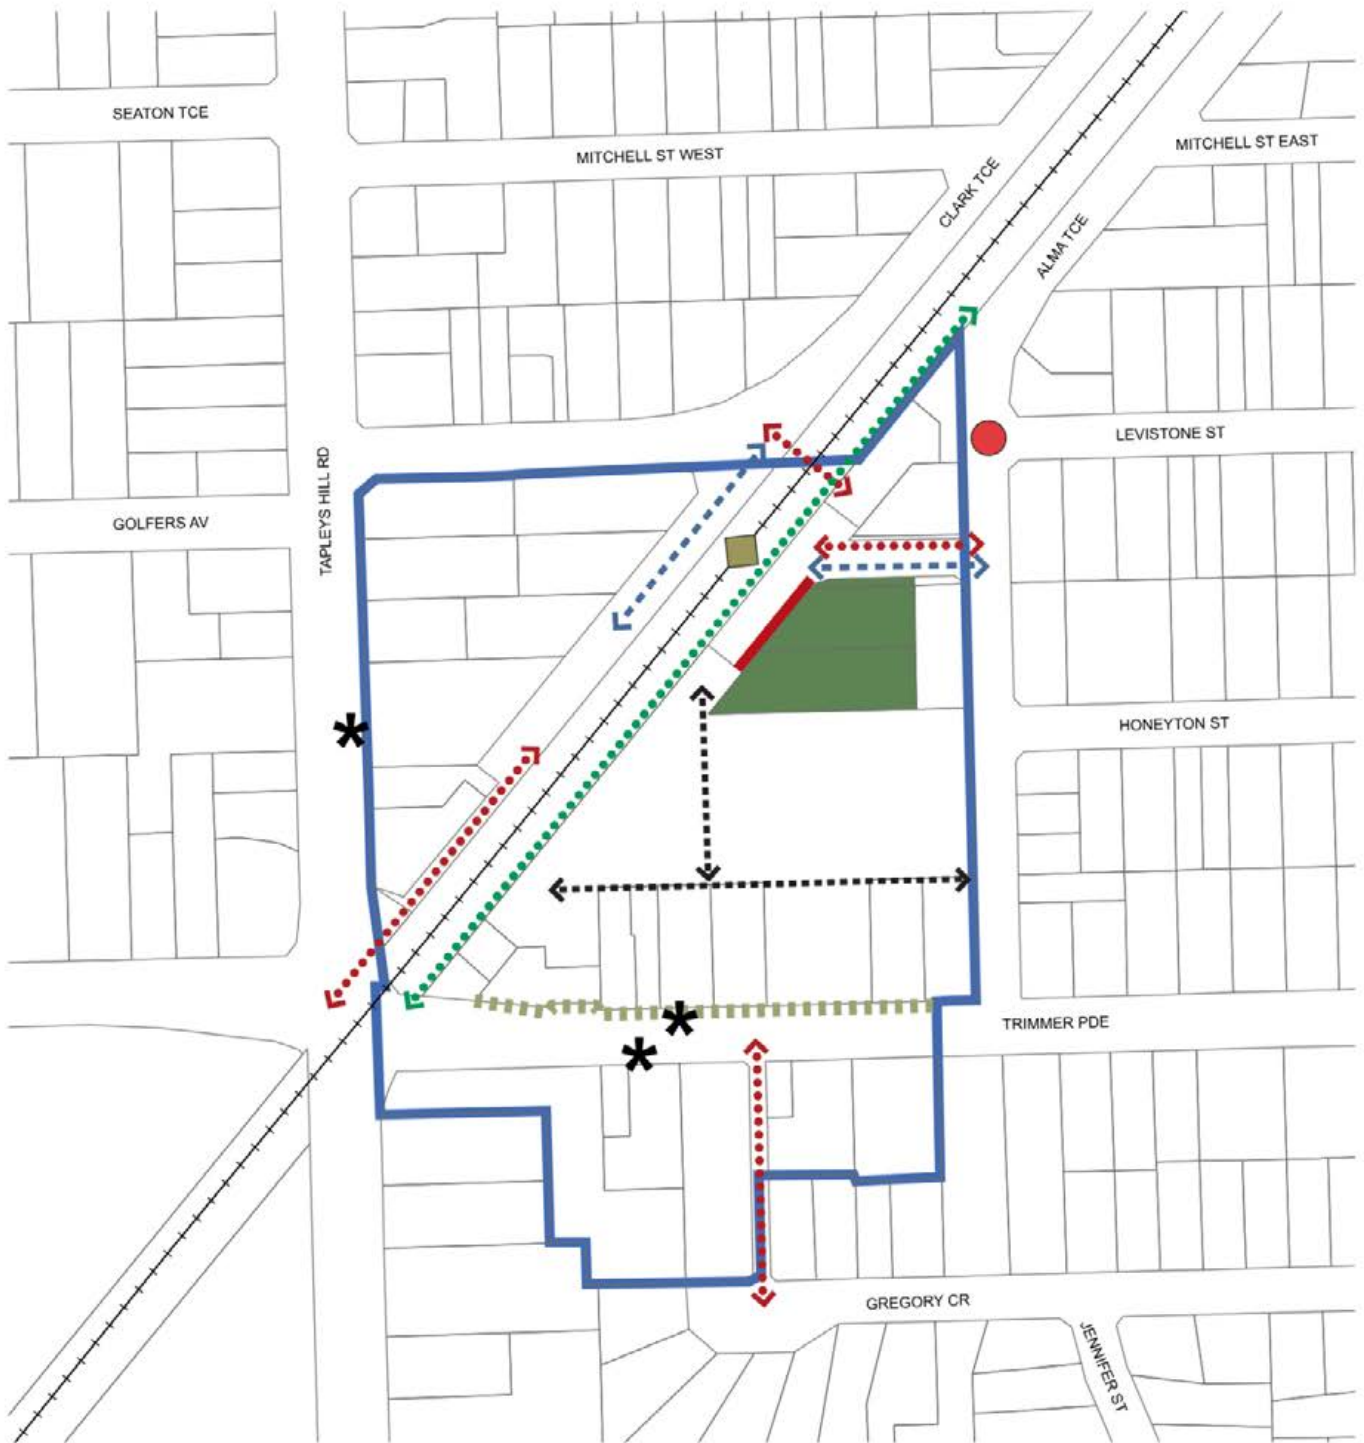 SEATON TCE
MITCHELL ST WEST
MITCHELL ST EAST
CLARK TCE
ALMA TCE
LEVISTONE ST
TAPLEYS HILL RD
GOLFERS AV
HONEYTON ST
TRIMMER PDE
GREGORY CR
JENNIFER ST